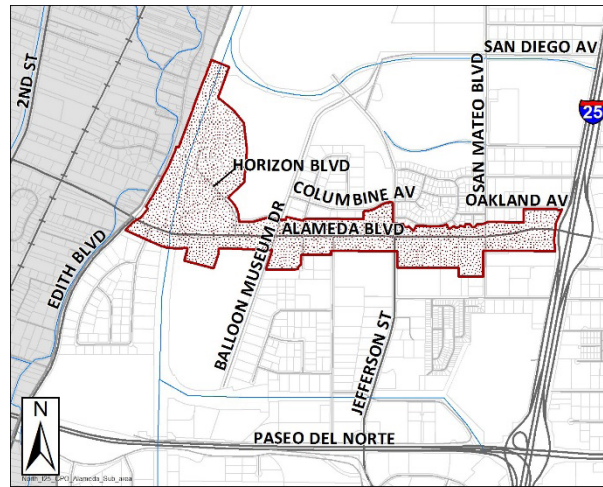 SAN DIEGO AV
2ND ST
SAN MATEO BLVD
25
HORIZON BLVD
COLUMBINE AV
OAKLAND AV
ALAMEDA BLVD
EDITH BLVD
BALLOON MUSEUM DR
JEFFERSON ST
N
PASEO DEL NORTE
North_I25_CPO_Alameda_Sub_area